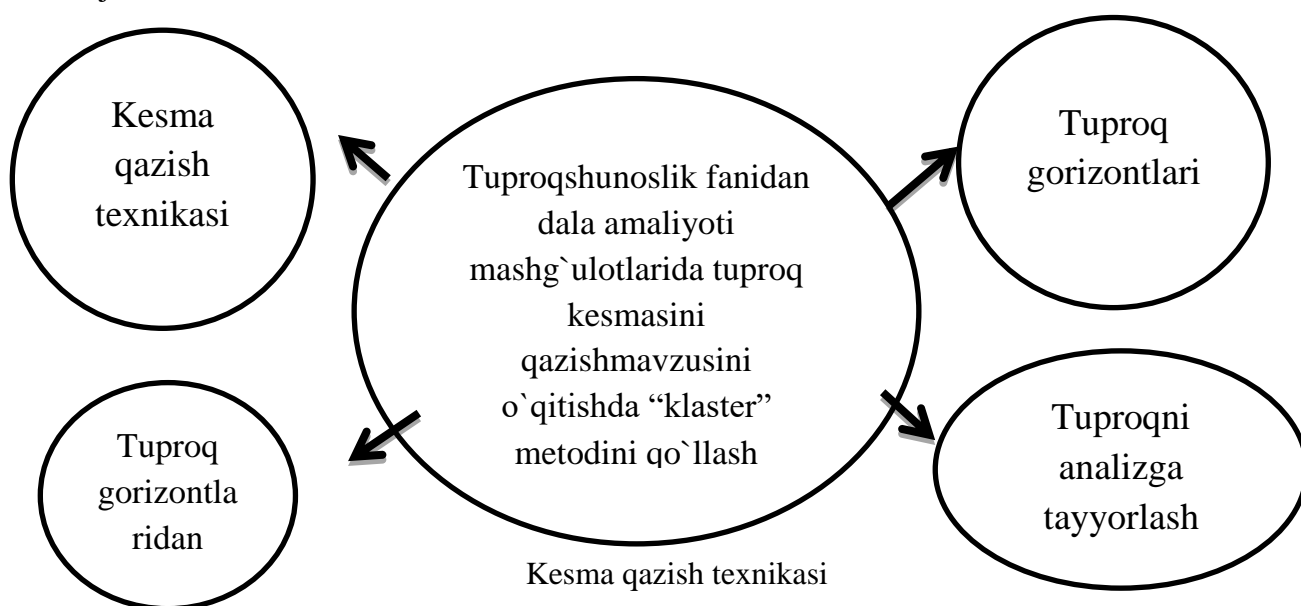 Kesma
qazish
texnikasi
Tuproqshunoslik fanidan
dala amaliyoti
mashg`ulotlarida tuproq
kesmasini
qazishmavzusini
o`qitishda “klaster”
metodini qo`llash
Tuproq
gorizontlari
Tuproq
gorizontla
ridan
Tuproqni
analizga
tayyorlash
Kesma qazish texnikasi